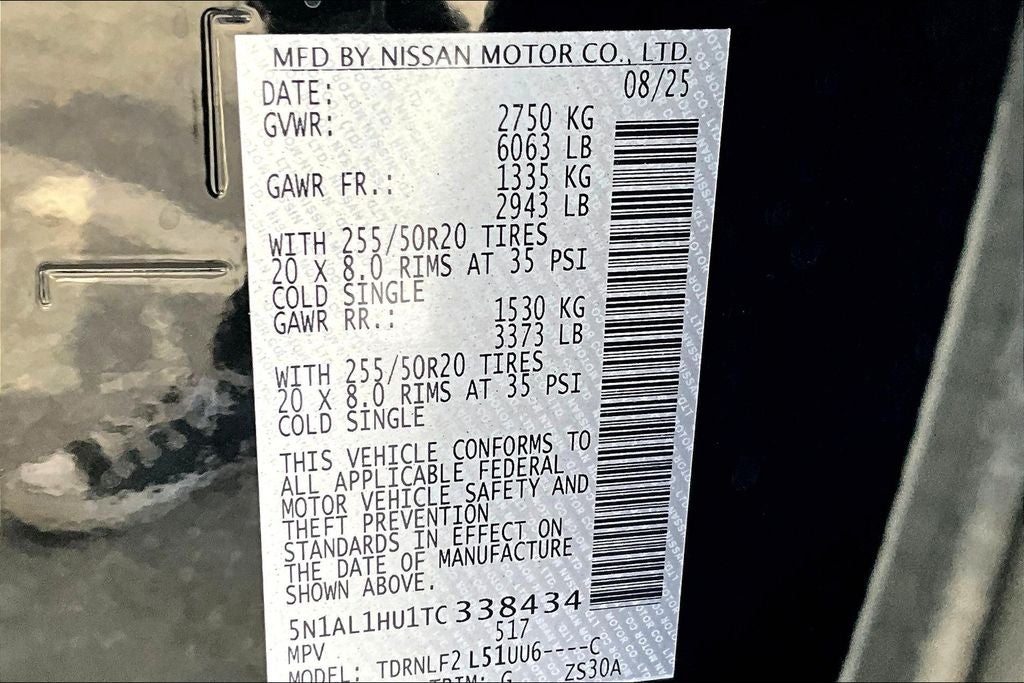 MFD BY NISSAN MOTOR CO., LTD.
DATE: 08/25
GVWR: 2750 KG
6063 LB
GAWR FR.: 1335 KG
2943 LB
WITH 255/50R20 TIRES
20 X 8.0 RIMS AT 35 PSI
COLD SINGLE
GAWR RR.: 1530 KG
3373 LB
WITH 255/50R20 TIRES
20 X 8.0 RIMS AT 35 PSI
COLD SINGLE
THIS VEHICLE CONFORMS TO
ALL APPLICABLE FEDERAL
MOTOR VEHICLE SAFETY AND
THEFT PREVENTION
STANDARDS IN EFFECT ON
THE DATE OF MANUFACTURE
SHOWN ABOVE.
5N1AL1HU1TC 338434
MPV 517
MODEL: TDRNLF2 L51UU6----C
TRIM: G ZS30A